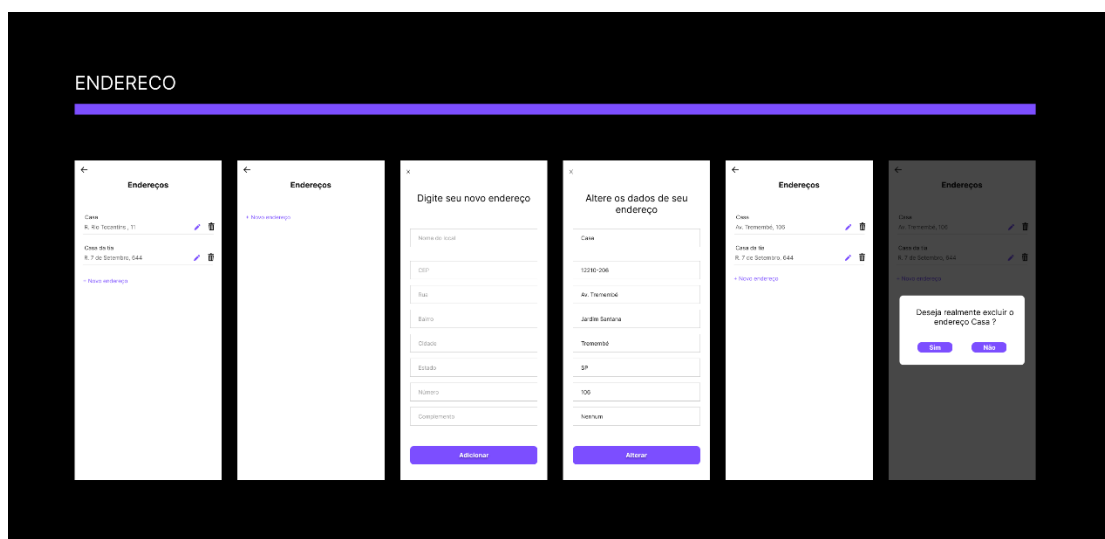 ENDERECO
Endereços
Casa
R. Rio Tocantins , 11
Casa da tia
R. 7 de Setembro, 644
+ Novo endereço
Endereços
+ Novo endereço
×
Digite seu novo endereço
Nome do local
CEP
Rua
Bairro
Cidade
Estado
Número
Complemento
Adicionar
×
Altere os dados de seu
endereço
Casa
12210-206
Av. Tremembé
Jardim Santana
Tremembé
SP
106
Nenhum
Alterar
Endereços
Casa
Av. Tremembé, 106
Casa da tia
R. 7 de Setembro, 644
+ Novo endereço
Endereços
Casa
Av. Tremembé, 106
Casa da tia
R. 7 de Setembro, 644
+ Novo endereço
Deseja realmente excluir o
endereço Casa ?
Sim
Não